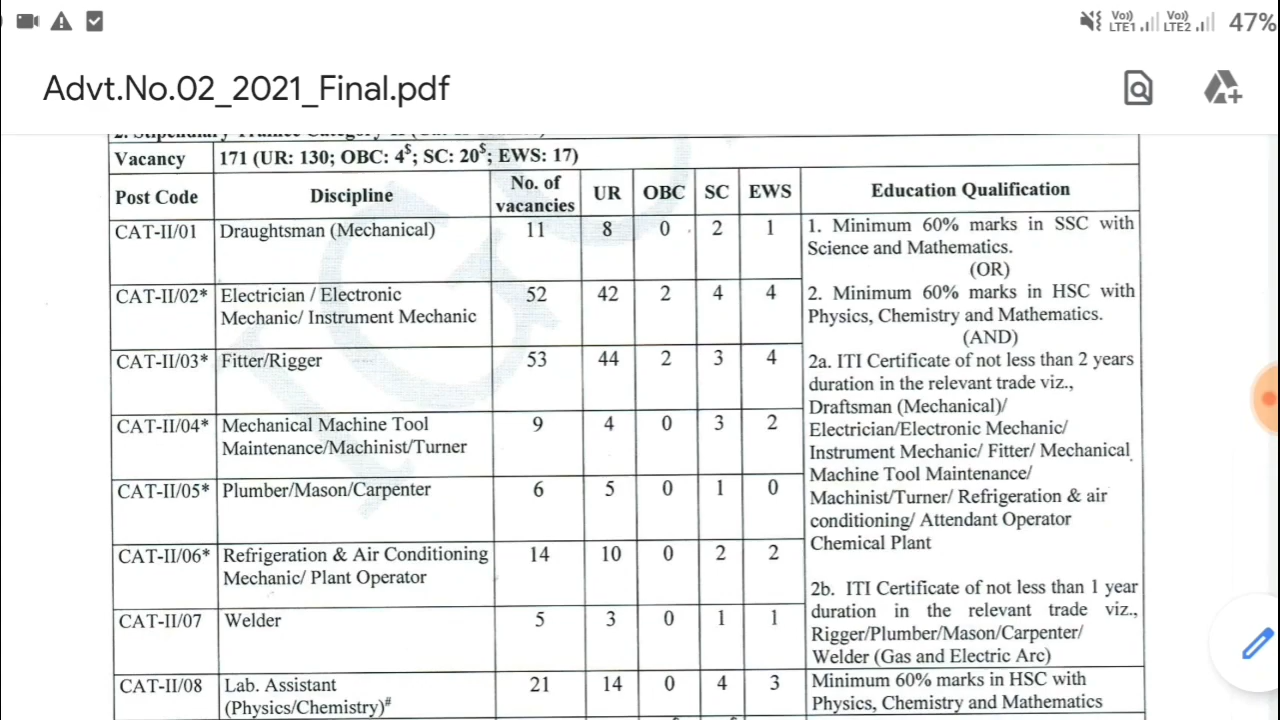 Vo)) LTE1 Vo)) LTE2 47%
Advt.No.02_2021_Final.pdf
2. Stipendiary Trainee Category-II
Vacancy 171 (UR: 130; OBC: 4$; SC: 20$; EWS: 17)
Post Code Discipline No. of vacancies UR OBC SC EWS Education Qualification
CAT-II/01 Draughtsman (Mechanical) 11 8 0 2 1
CAT-II/02* Electrician / Electronic
Mechanic/ Instrument Mechanic 52 42 2 4 4
CAT-II/03* Fitter/Rigger 53 44 2 3 4
CAT-II/04* Mechanical Machine Tool
Maintenance/Machinist/Turner 9 4 0 3 2
CAT-II/05* Plumber/Mason/Carpenter 6 5 0 1 0
CAT-II/06* Refrigeration & Air Conditioning
Mechanic/ Plant Operator 14 10 0 2 2
CAT-II/07 Welder 5 3 0 1 1
1. Minimum 60% marks in SSC with
Science and Mathematics.
(OR)
2. Minimum 60% marks in HSC with
Physics, Chemistry and Mathematics.
(AND)
2a. ITI Certificate of not less than 2 years
duration in the relevant trade viz.,
Draftsman (Mechanical)/
Electrician/Electronic Mechanic/
Instrument Mechanic/ Fitter/ Mechanical
Machine Tool Maintenance/
Machinist/Turner/ Refrigeration & air
conditioning/ Attendant Operator
Chemical Plant
2b. ITI Certificate of not less than 1 year
duration in the relevant trade viz.,
Rigger/Plumber/Mason/Carpenter/
Welder (Gas and Electric Arc)
CAT-II/08 Lab. Assistant
(Physics/Chemistry)# 21 14 0 4 3
Minimum 60% marks in HSC with
Physics, Chemistry and Mathematics